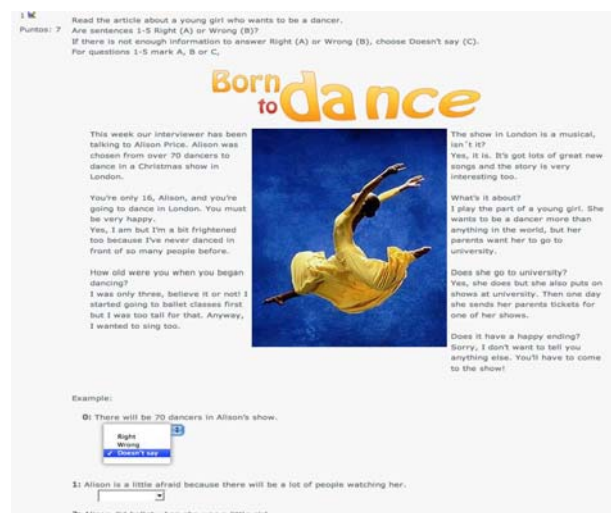 1
Puntos: 7
Read the article about a young girl who wants to be a dancer.
Are sentences 1-5 Right (A) or Wrong (B)?
If there is not enough information to answer Right (A) or Wrong (B), choose Doesn't say (C).
For questions 1-5 mark A, B or C,
Born
to dance
This week our interviewer has been
talking to Alison Price. Alison was
chosen from over 70 dancers to
dance in a Christmas show in
London.
You're only 16, Alison, and you're
going to dance in London. You must
be very happy.
Yes, I am but I'm a bit frightened
too because I've never danced in
front of so many people before.
How old were you when you began
dancing?
I was only three, believe it or not! I
started going to ballet classes first
but I was too tall for that. Anyway,
I wanted to sing too.
The show in London is a musical,
isn´t it?
Yes, it is. It's got lots of great new
songs and the story is very
interesting too.
What's it about?
I play the part of a young girl. She
wants to be a dancer more than
anything in the world, but her
parents want her to go to
university.
Does she go to university?
Yes, she does but she also puts on
shows at university. Then one day
she sends her parents tickets for
one of her shows.
Does it have a happy ending?
Sorry, I don't want to tell you
anything else. You'll have to come
to the show!
Example:
0: There will be 70 dancers in Alison's show.
Right
Wrong
✓ Doesn't say
1: Alison is a little afraid because there will be a lot of people watching her.